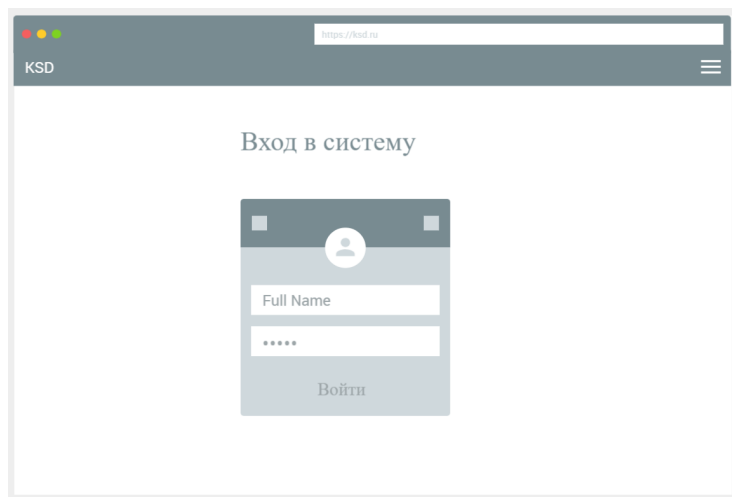 https://ksd.ru
KSD
Вход в систему
Full Name
•••••
Войти